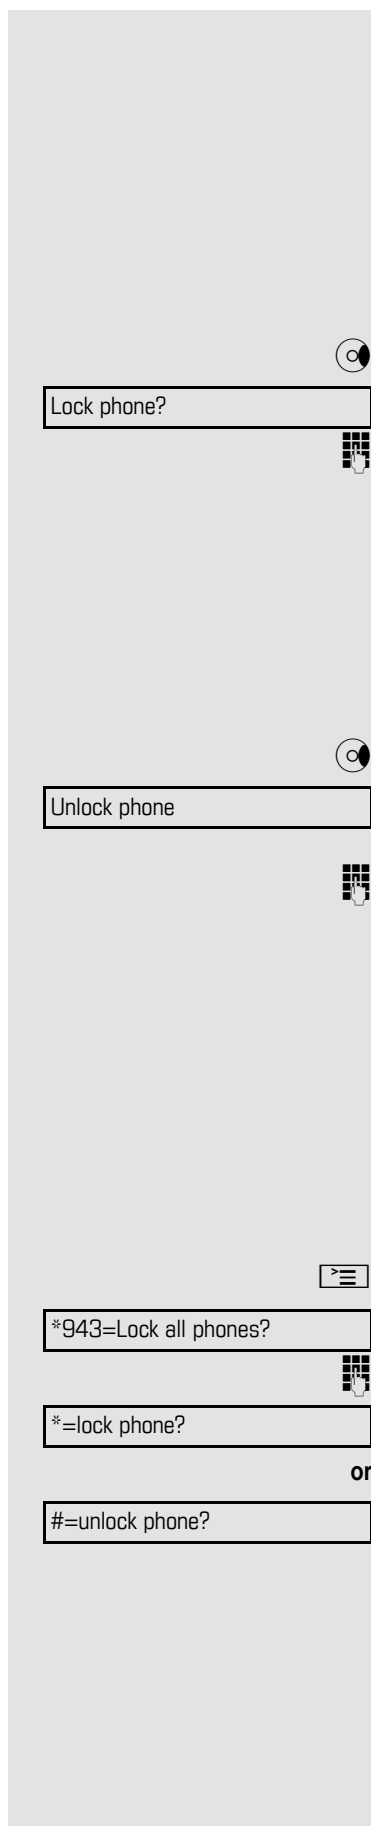 Lock phone?
Unlock phone
*943=Lock all phones?
*=lock phone?
or
#=unlock phone?